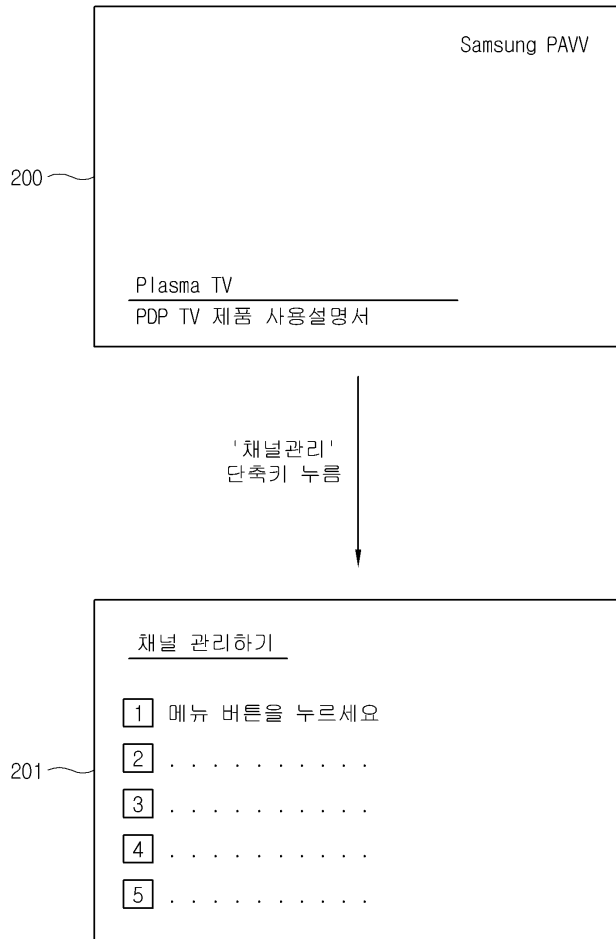 Samsung PAVV
200
Plasma TV
PDP TV 제품 사용설명서
'채널관리'
단축키 누름
채널 관리하기
1 메뉴 버튼을 누르세요
201
2 . . . . . . . . . .
3 . . . . . . . . . .
4 . . . . . . . . . .
5 . . . . . . . . . .